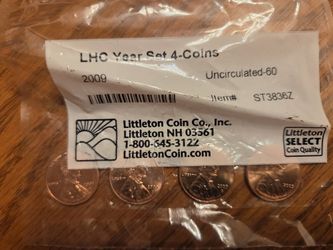 LHC Year Set 4-Coins
2009 Uncirculated-60
Item# ST3836Z
Littleton Coin Co., Inc.
Littleton NH 03561
1-800-645-3122
LittletonCoin.com
Littleton
SELECT
Coin Quality